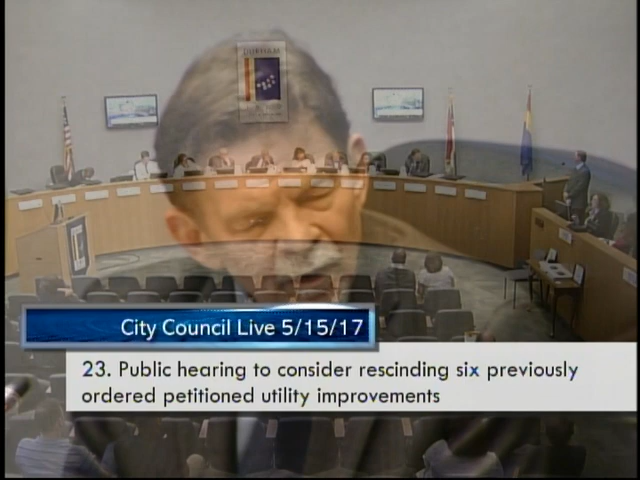 DURHAM
City Council Live 5/15/17
23. Public hearing to consider rescinding six previously
ordered petitioned utility improvements